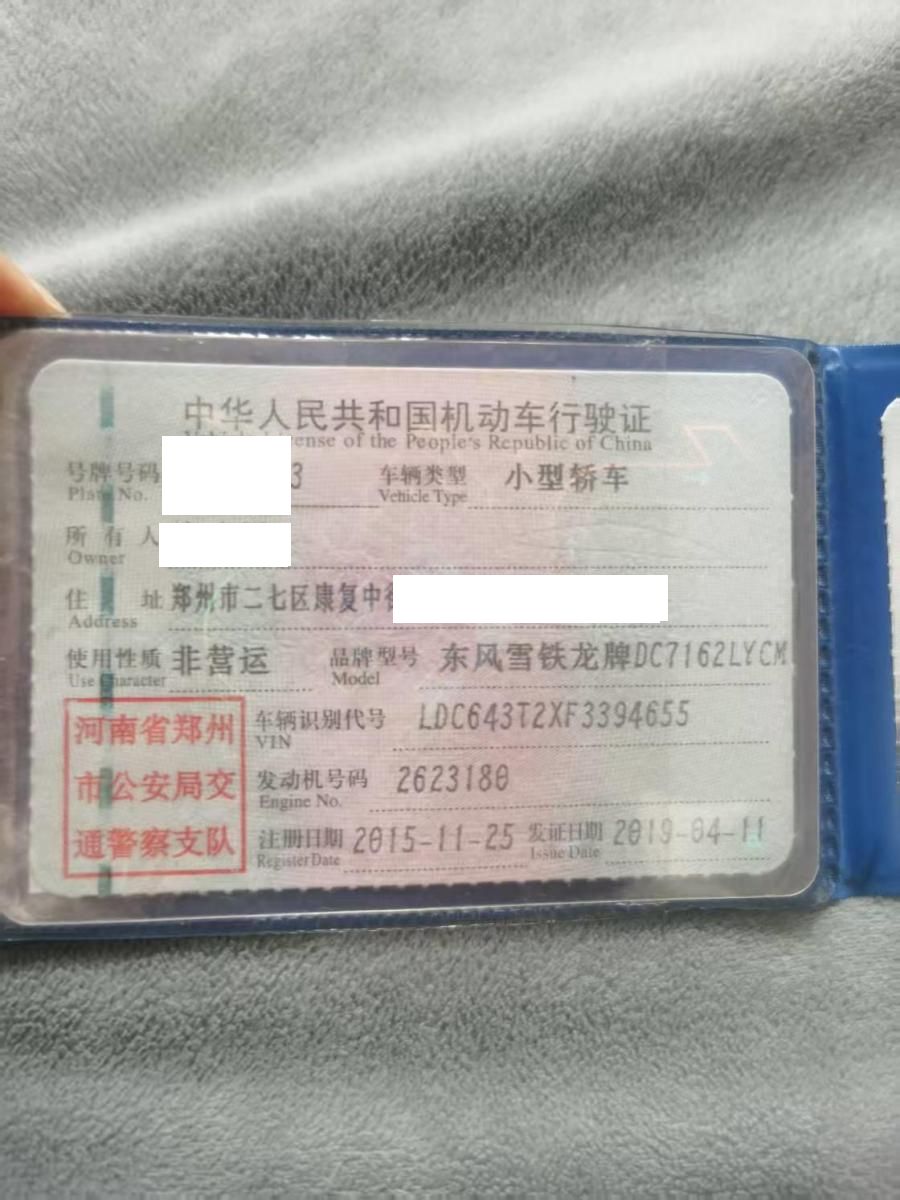 中华人民共和国机动车行驶证
ense of the People's Republic of China
号牌号码 3 车辆类型 小型轿车
Plate No. Vehicle Type
所有人
Owner
住址 郑州市二七区康复中
Address
使用性质 非营运 品牌型号 东风雪铁龙牌DC7162LYCM
Use Character Model
河南省郑州 车辆识别代号 LDC643T2XF3394655
VIN
市公安局交 发动机号码 2623180
Engine No.
通警察支队 注册日期 2015-11-25 发证日期 2019-04-11
Register Date Issue Date